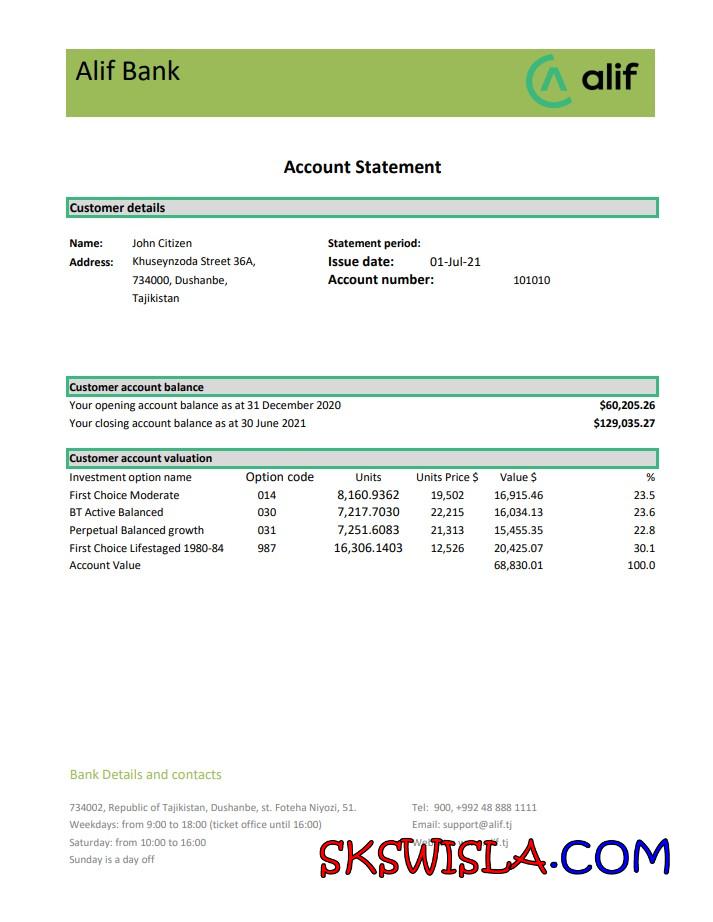 Alif Bank
alif
Account Statement
Customer details
Name: John Citizen Statement period:
Address: Khuseynzoda Street 36A, Issue date: 01-Jul-21
734000, Dushanbe, Account number: 101010
Tajikistan
Customer account balance
Your opening account balance as at 31 December 2020 $60,205.26
Your closing account balance as at 30 June 2021 $129,035.27
Customer account valuation
Investment option name Option code Units Units Price $ Value $ %
First Choice Moderate 014 8,160.9362 19,502 16,915.46 23.5
BT Active Balanced 030 7,217.7030 22,215 16,034.13 23.6
Perpetual Balanced growth 031 7,251.6083 21,313 15,455.35 22.8
First Choice Lifestaged 1980-84 987 16,306.1403 12,526 20,425.07 30.1
Account Value 68,830.01 100.0
Bank Details and contacts
734002, Republic of Tajikistan, Dushanbe, st. Foteha Niyozi, 51. Tel: 900, +992 48 888 1111
Weekdays: from 9:00 to 18:00 (ticket office until 16:00) Email: support@alif.tj
Saturday: from 10:00 to 16:00
Sunday is a day off
SKSWISLA.COM